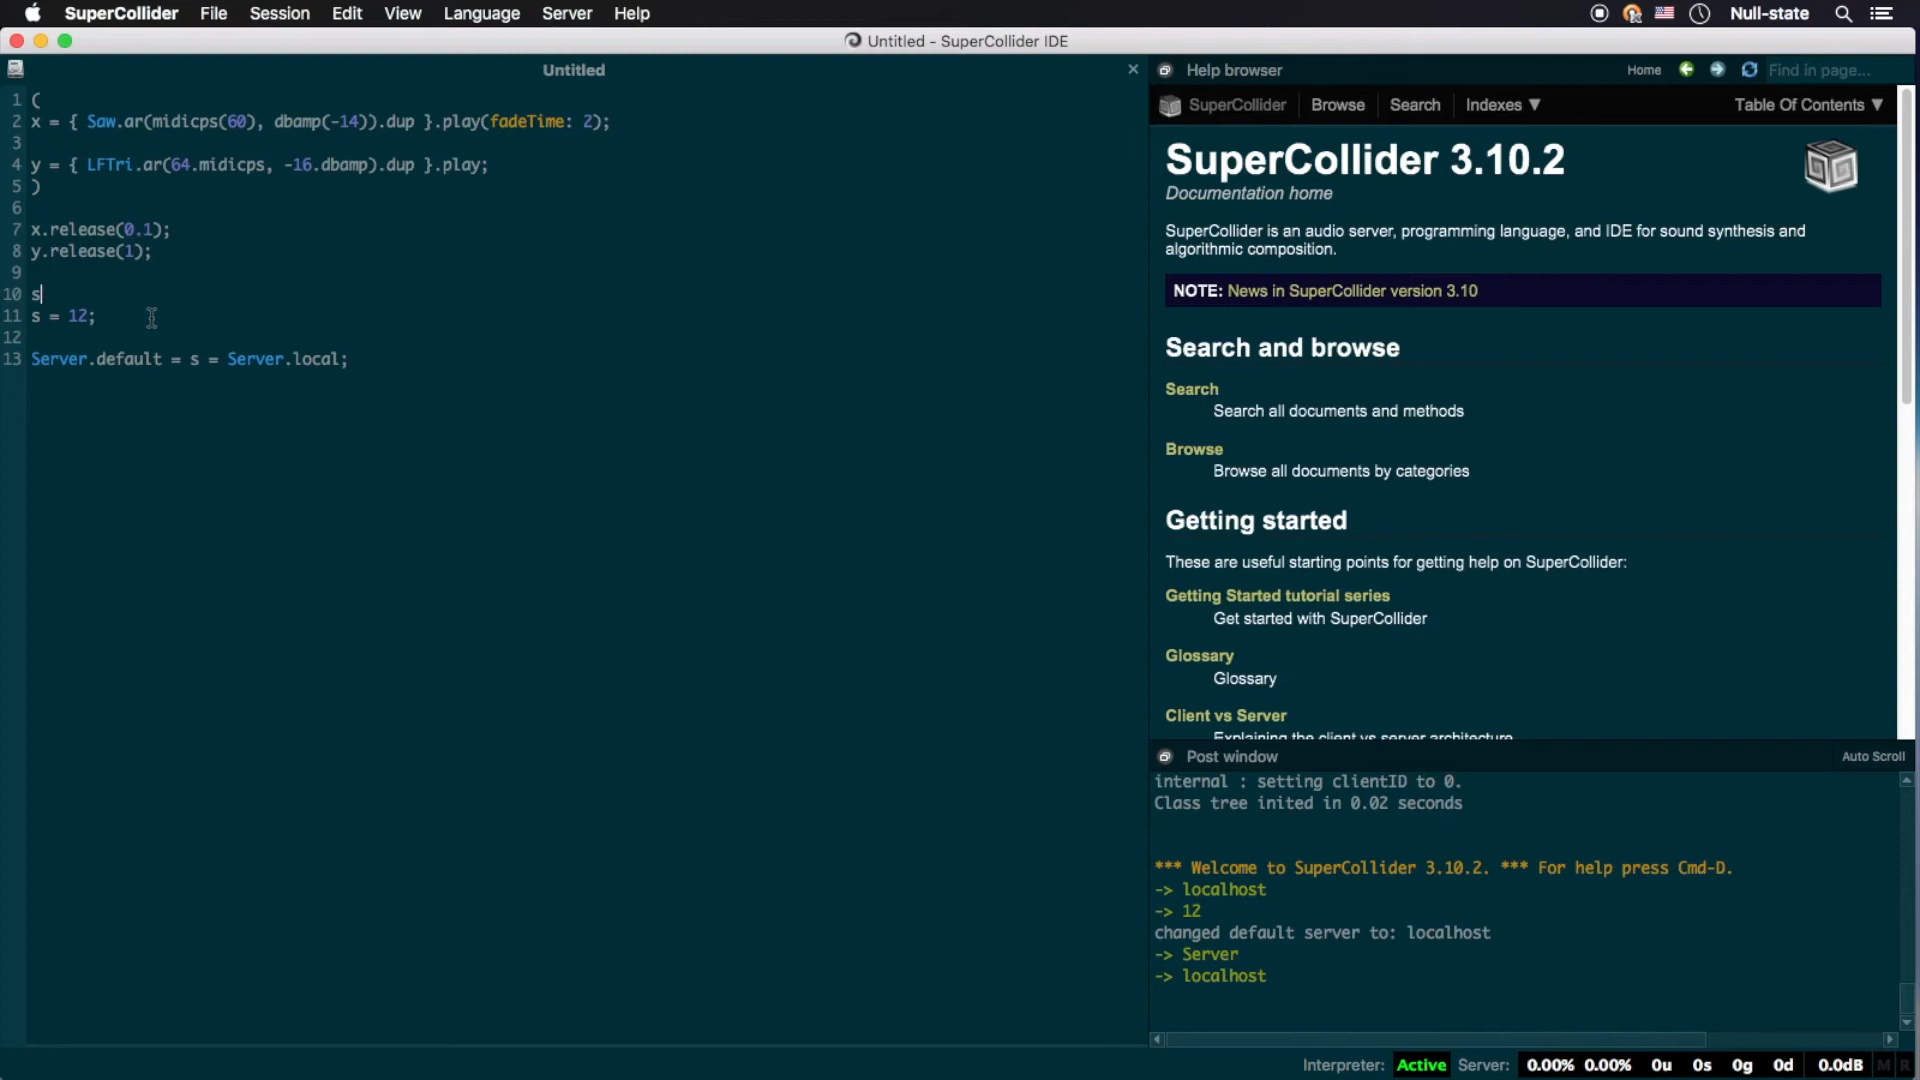 SuperCollider File Session Edit View Language Server Help Null-state
Untitled - SuperCollider IDE
Untitled
1 (
2 x = { Saw.ar(midicps(60), dbamp(-14)).dup }.play(fadeTime: 2);
3
4 y = { LFTri.ar(64.midicps, -16.dbamp).dup }.play;
5 )
6
7 x.release(0.1);
8 y.release(1);
9
10 s
11 s = 12;
12
13 Server.default = s = Server.local;
Help browser Home Find in page...
SuperCollider Browse Search Indexes ▼ Table Of Contents ▼
SuperCollider 3.10.2
Documentation home
SuperCollider is an audio server, programming language, and IDE for sound synthesis and
algorithmic composition.
NOTE: News in SuperCollider version 3.10
Search and browse
Search
Search all documents and methods
Browse
Browse all documents by categories
Getting started
These are useful starting points for getting help on SuperCollider:
Getting Started tutorial series
Get started with SuperCollider
Glossary
Glossary
Client vs Server
Explaining the client vs server architecture
Post window Auto Scroll
internal : setting clientID to 0.
Class tree inited in 0.02 seconds
*** Welcome to SuperCollider 3.10.2. *** For help press Cmd-D.
-> localhost
-> 12
changed default server to: localhost
-> Server
-> localhost
Interpreter: Active Server: 0.00% 0.00% 0u 0s 0g 0d 0.0dB M R